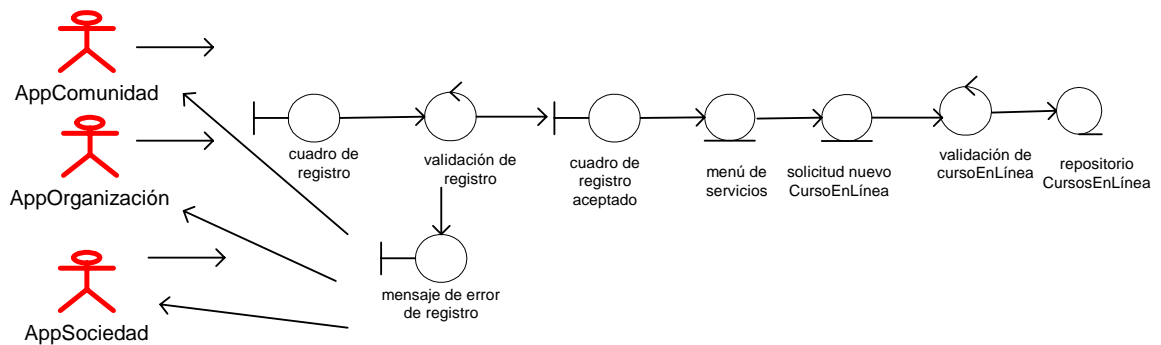 AppComunidad
AppOrganización
AppSociedad
cuadro de
registro
validación de
registro
cuadro de
registro
aceptado
menú de
servicios
solicitud nuevo
CursoEnLínea
validación de
cursoEnLínea
repositorio
CursosEnLínea
mensaje de error
de registro